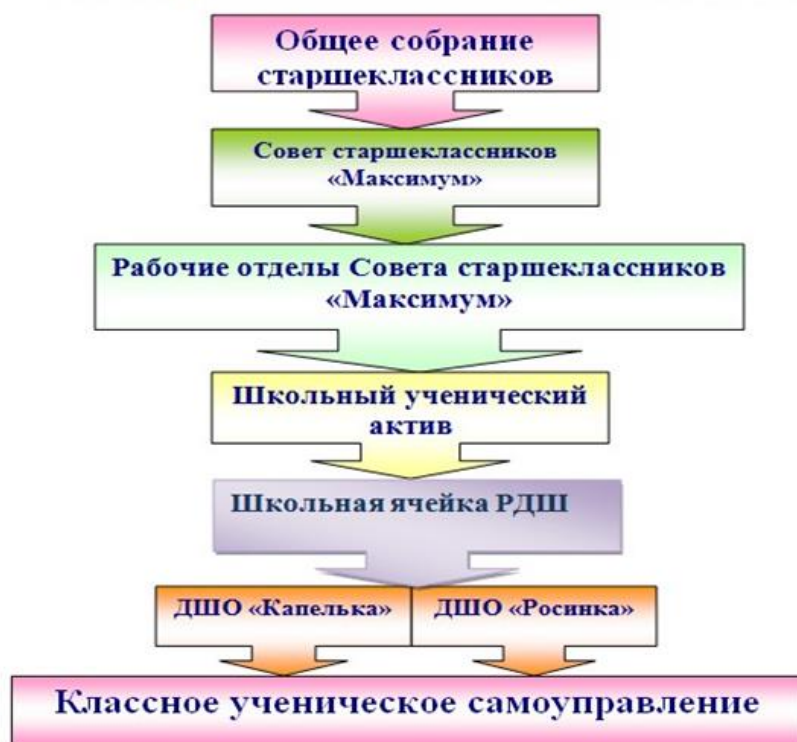 Общее собрание
старшеклассников
Совет старшеклассников
«Максимум»
Рабочие отделы Совета старшеклассников
«Максимум»
Школьный ученический
актив
Школьная ячейка РДШ
ДШО «Капелька»
ДШО «Росинка»
Классное ученическое самоуправление